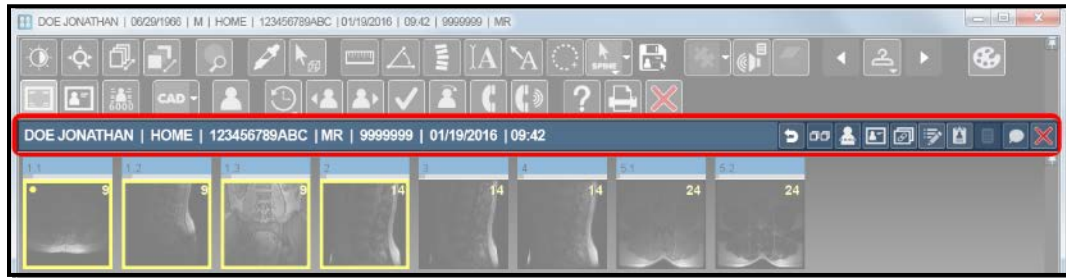 DOE JONATHAN | 06/29/1966 | M | HOME | 123456789ABC | 01/19/2016 | 09:42 | 9999999 | MR
A A SPINE
6000 CAD ?
DOE JONATHAN | HOME | 123456789ABC | MR | 9999999 | 01/19/2016 | 09:42
1.1 1.2 1.3 2 3 4 5.1 5.2
9 9 9 14 14 14 24 24